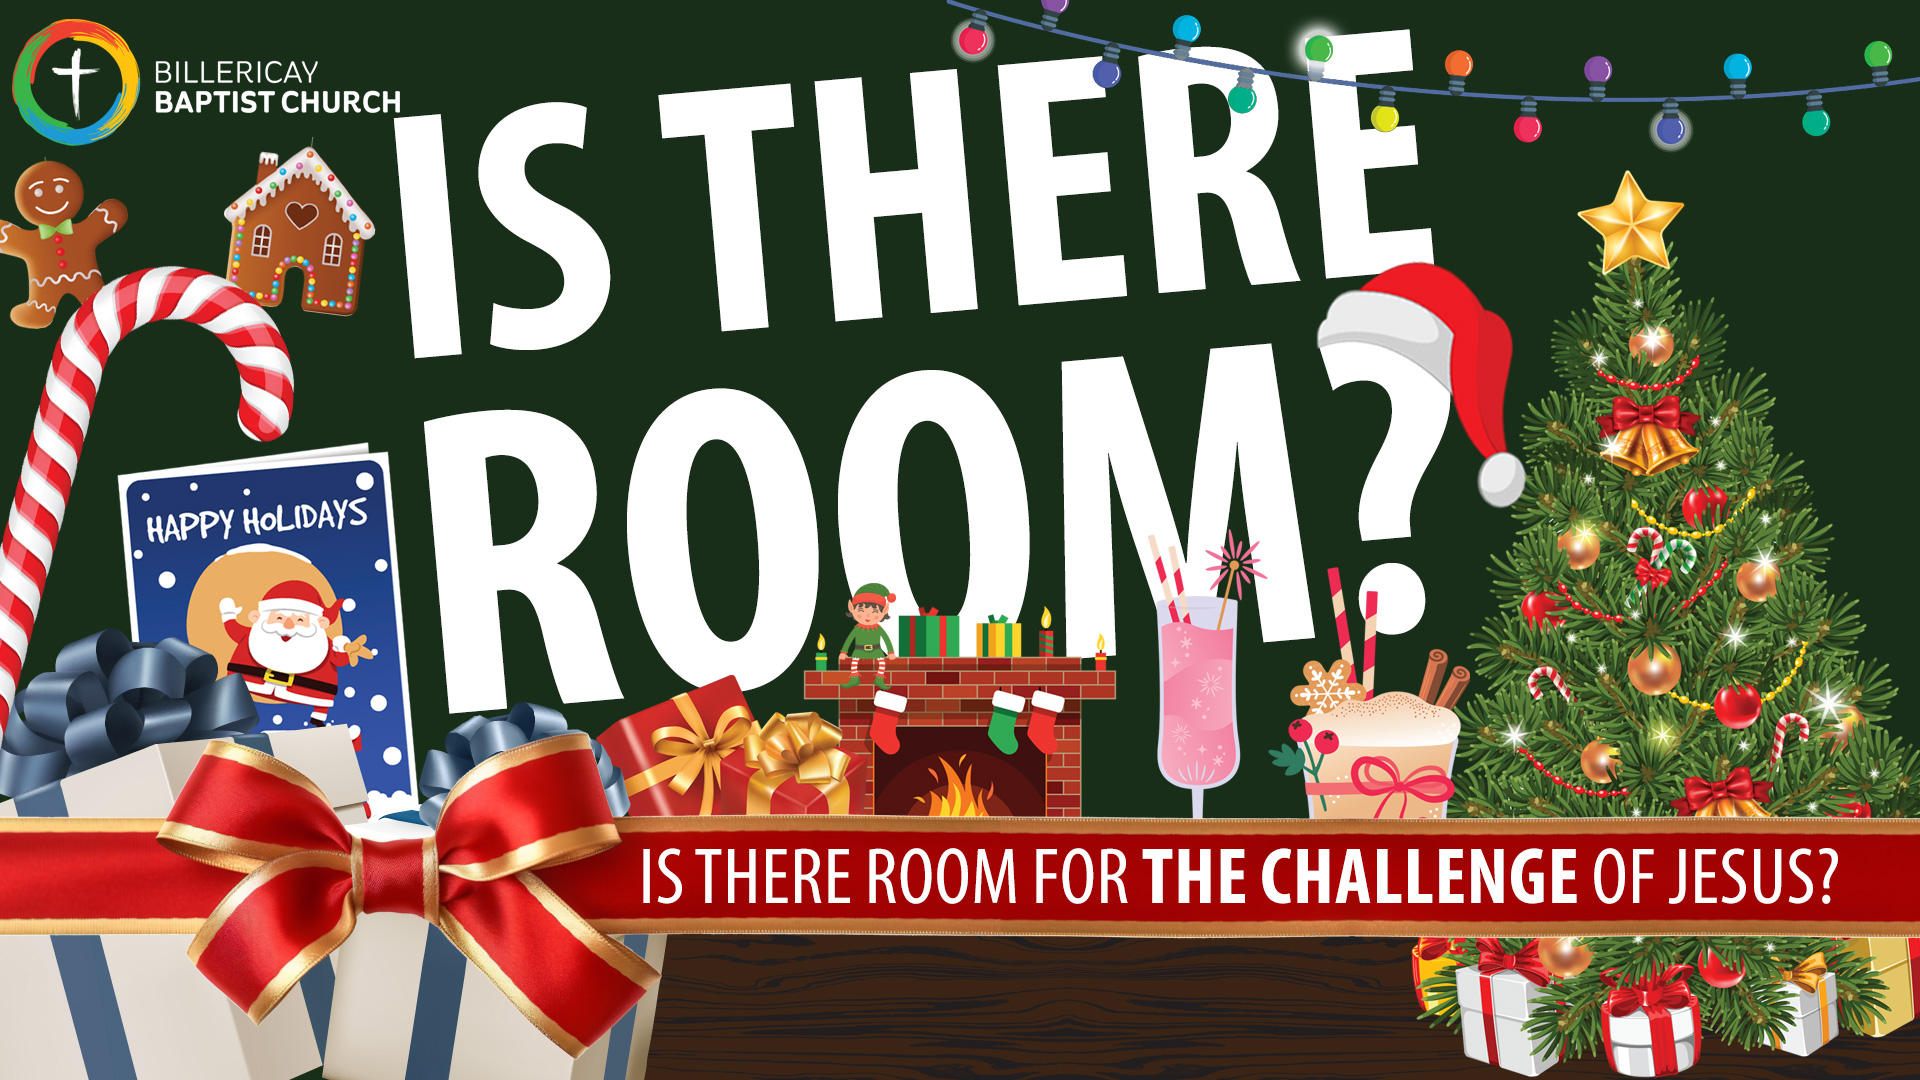 BILLERICAY
BAPTIST CHURCH
IS THERE
ROOM?
HAPPY HOLIDAYS
IS THERE ROOM FOR THE CHALLENGE OF JESUS?